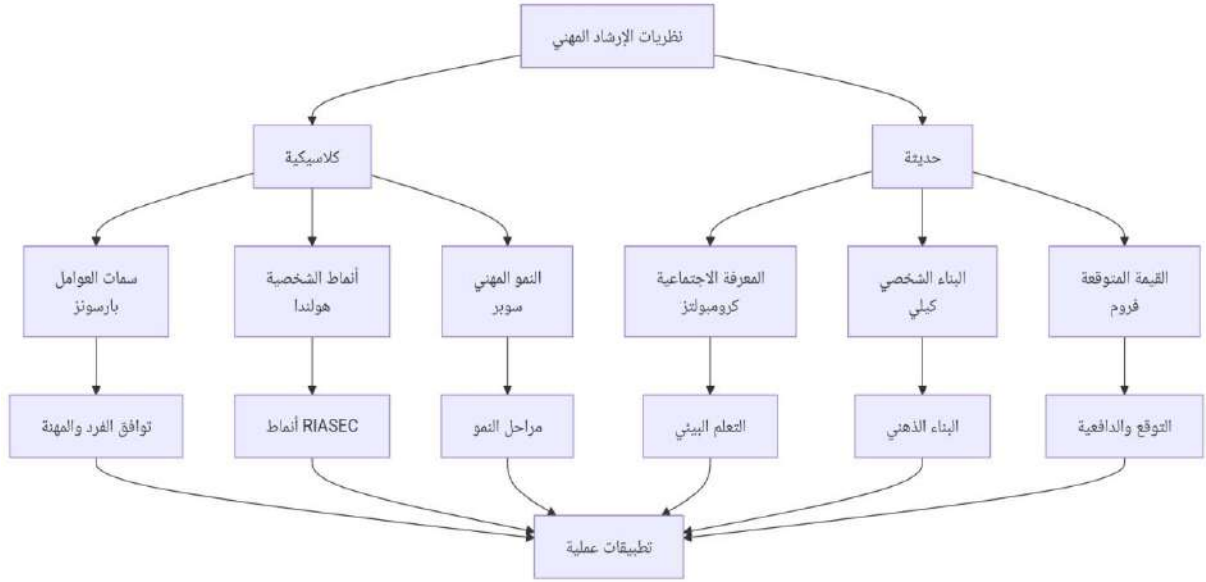 نظريات الإرشاد المهني
حديثة
كلاسيكية
القيمة المتوقعة
فروم
البناء الشخصي
كيلي
المعرفة الاجتماعية
كرومبولتز
النمو المهني
سوبر
أنماط الشخصية
هولندا
سمات العوامل
بارسونز
التوقع والدافعية
البناء الذهني
التعلم البيئي
مراحل النمو
أنماط RIASEC
توافق الفرد والمهنة
تطبيقات عملية